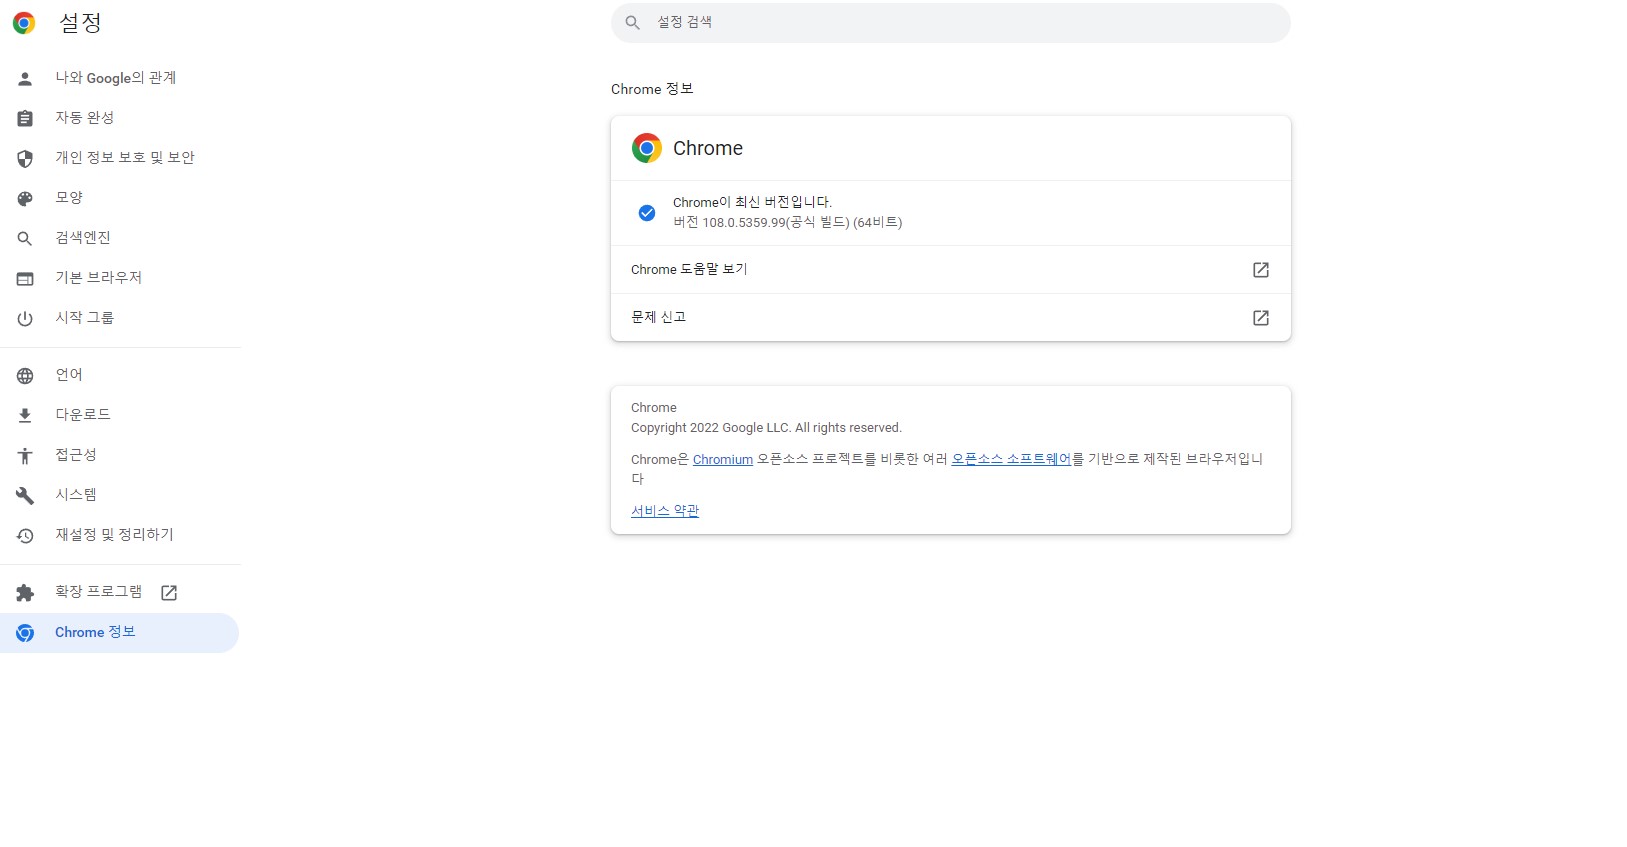 설정
나와 Google의 관계
자동 완성
개인 정보 보호 및 보안
모양
검색엔진
기본 브라우저
시작 그룹
언어
다운로드
접근성
시스템
재설정 및 정리하기
확장 프로그램
Chrome 정보
설정 검색
Chrome 정보
Chrome
Chrome이 최신 버전입니다.
버전 108.0.5359.99(공식 빌드) (64비트)
Chrome 도움말 보기
문제 신고
Chrome
Copyright 2022 Google LLC. All rights reserved.
Chrome은 Chromium 오픈소스 프로젝트를 비롯한 여러 오픈소스 소프트웨어를 기반으로 제작된 브라우저입니
다
서비스 약관